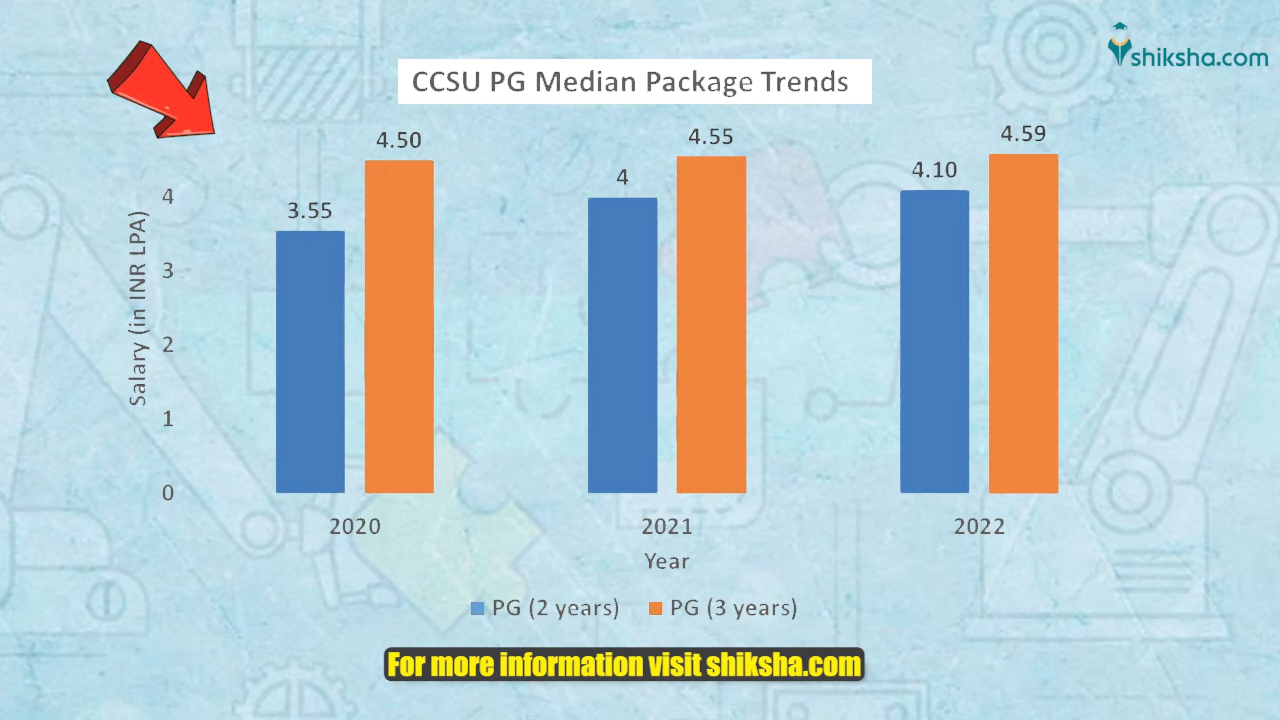 shiksha.com
CCSU PG Median Package Trends
4.50
4.55
4.59
3.55
4
4.10
4
3
2
1
0
Salary (in INR LPA)
2020
2021
2022
Year
PG (2 years)
PG (3 years)
For more information visit shiksha.com